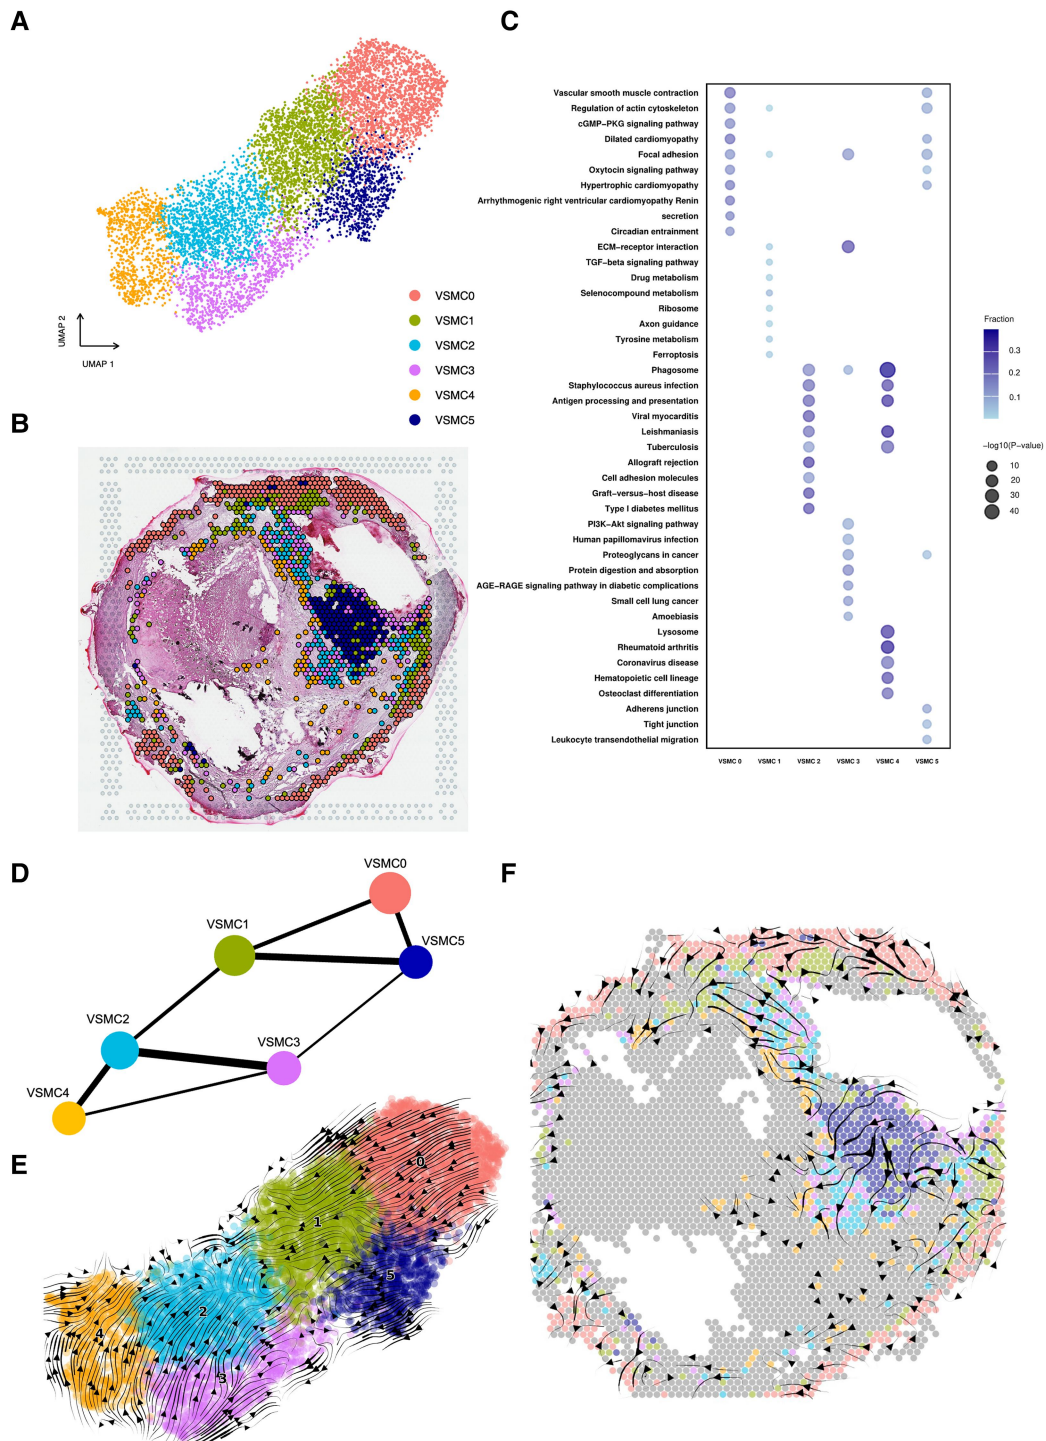 A
C
Vascular smooth muscle contraction
Regulation of actin cytoskeleton
cGMP−PKG signaling pathway
Dilated cardiomyopathy
Focal adhesion
Oxytocin signaling pathway
Hypertrophic cardiomyopathy
Arrhythmogenic right ventricular cardiomyopathy Renin
secretion
Circadian entrainment
ECM−receptor interaction
TGF−beta signaling pathway
Drug metabolism
Selenocompound metabolism
Ribosome
Axon guidance
Tyrosine metabolism
Ferroptosis
Phagosome
Staphylococcus aureus infection
Antigen processing and presentation
Viral myocarditis
Leishmaniasis
Tuberculosis
Allograft rejection
Cell adhesion molecules
Graft−versus−host disease
Type I diabetes mellitus
PI3K−Akt signaling pathway
Human papillomavirus infection
Proteoglycans in cancer
Protein digestion and absorption
AGE−RAGE signaling pathway in diabetic complications
Small cell lung cancer
Amoebiasis
Lysosome
Rheumatoid arthritis
Coronavirus disease
Hematopoietic cell lineage
Osteoclast differentiation
Adherens junction
Tight junction
Leukocyte transendothelial migration
VSMC 0 VSMC 1 VSMC 2 VSMC 3 VSMC 4 VSMC 5
Fraction
0.3
0.2
0.1
−log10(P−value)
10
20
30
40
UMAP 2
UMAP 1
VSMC0
VSMC1
VSMC2
VSMC3
VSMC4
VSMC5
B
D
VSMC0
VSMC1
VSMC5
VSMC2
VSMC3
VSMC4
E
0
1
5
2
4
3
F